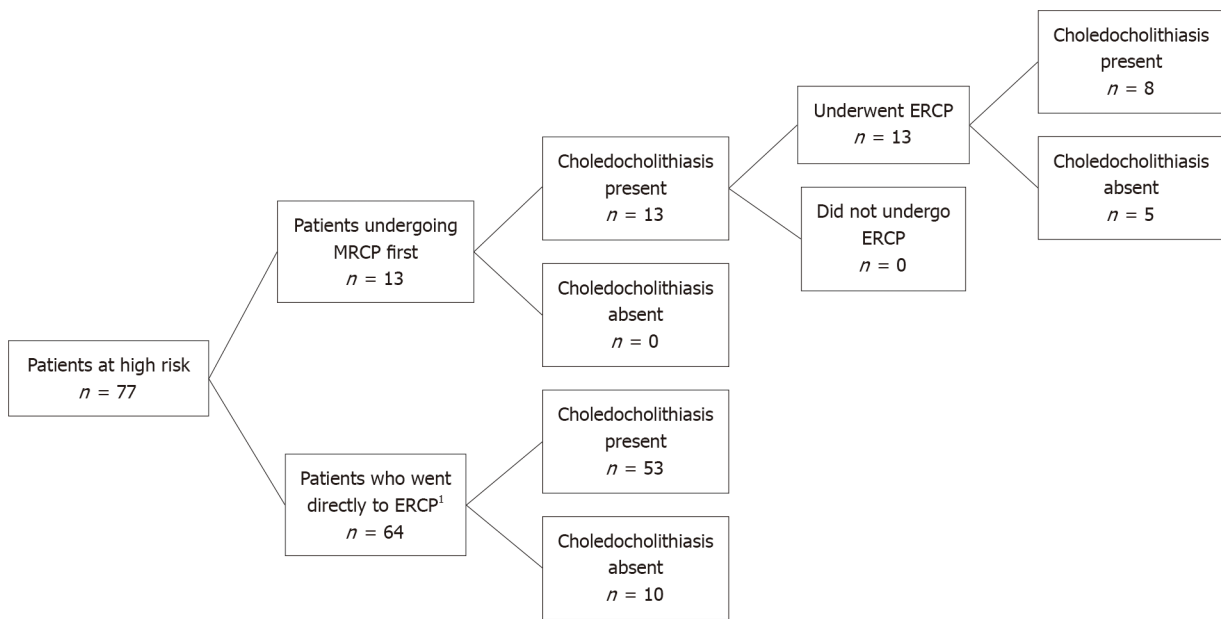 Patients at high risk
n = 77
Patients undergoing
MRCP first
n = 13
Patients who went
directly to ERCP¹
n = 64
Choledocholithiasis
present
n = 13
Choledocholithiasis
absent
n = 0
Choledocholithiasis
present
n = 53
Choledocholithiasis
absent
n = 10
Underwent ERCP
n = 13
Did not undergo
ERCP
n = 0
Choledocholithiasis
present
n = 8
Choledocholithiasis
absent
n = 5